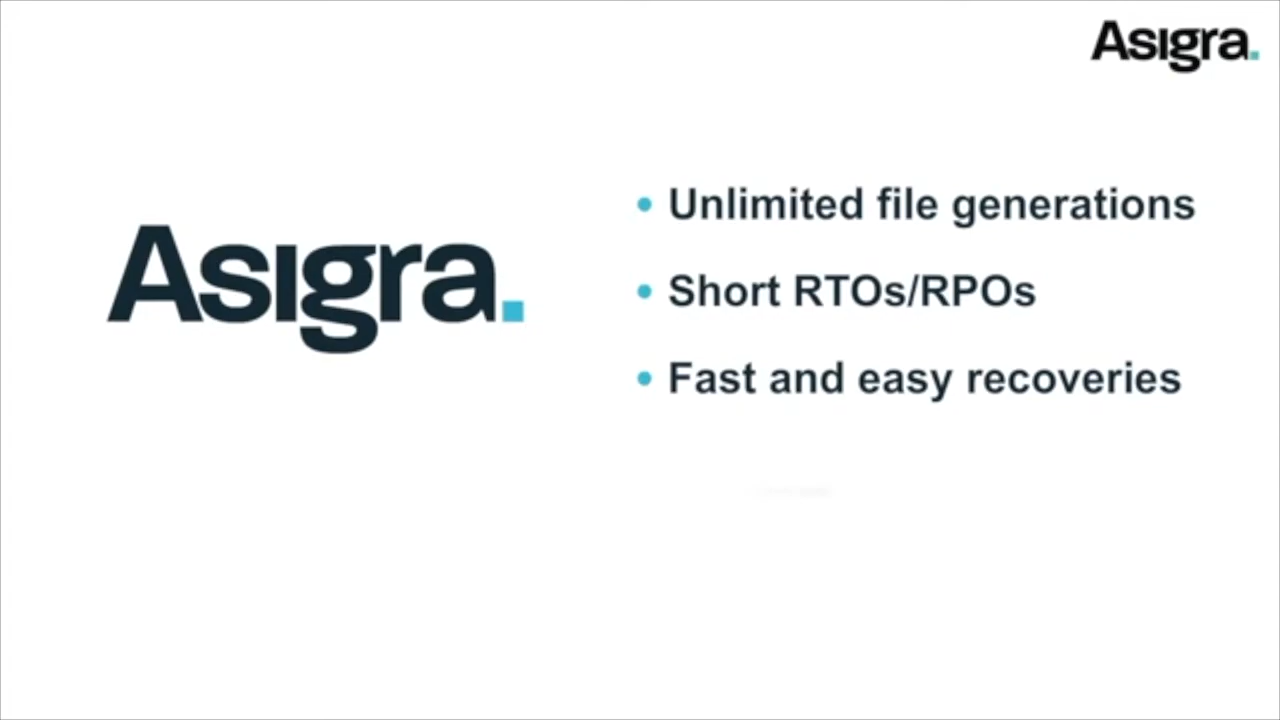 Asigra.
Asigra.
• Unlimited file generations
• Short RTOs/RPOs
• Fast and easy recoveries